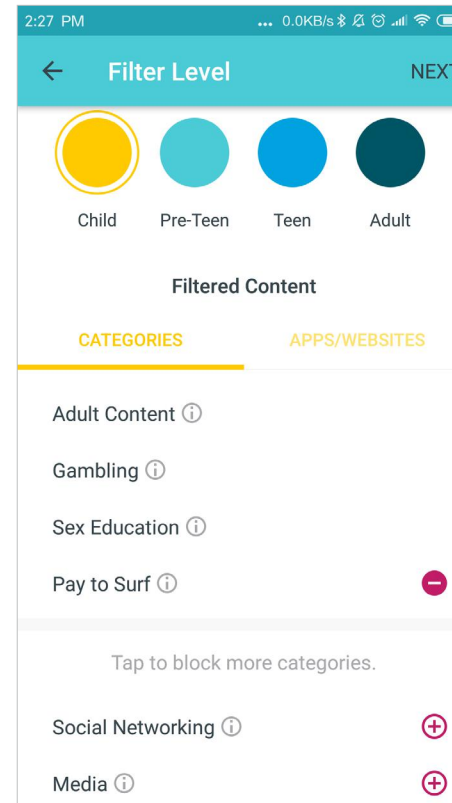 2:27 PM ... 0.0KB/s
Filter Level NEXT
Child Pre-Teen Teen Adult
Filtered Content
CATEGORIES APPS/WEBSITES
Adult Content
Gambling
Sex Education
Pay to Surf
Tap to block more categories.
Social Networking
Media